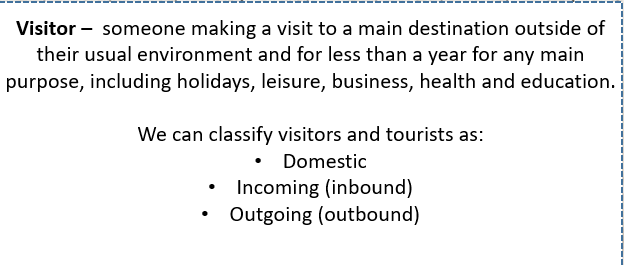 Visitor – someone making a visit to a main destination outside of
their usual environment and for less than a year for any main
purpose, including holidays, leisure, business, health and education.
We can classify visitors and tourists as:
• Domestic
• Incoming (inbound)
• Outgoing (outbound)